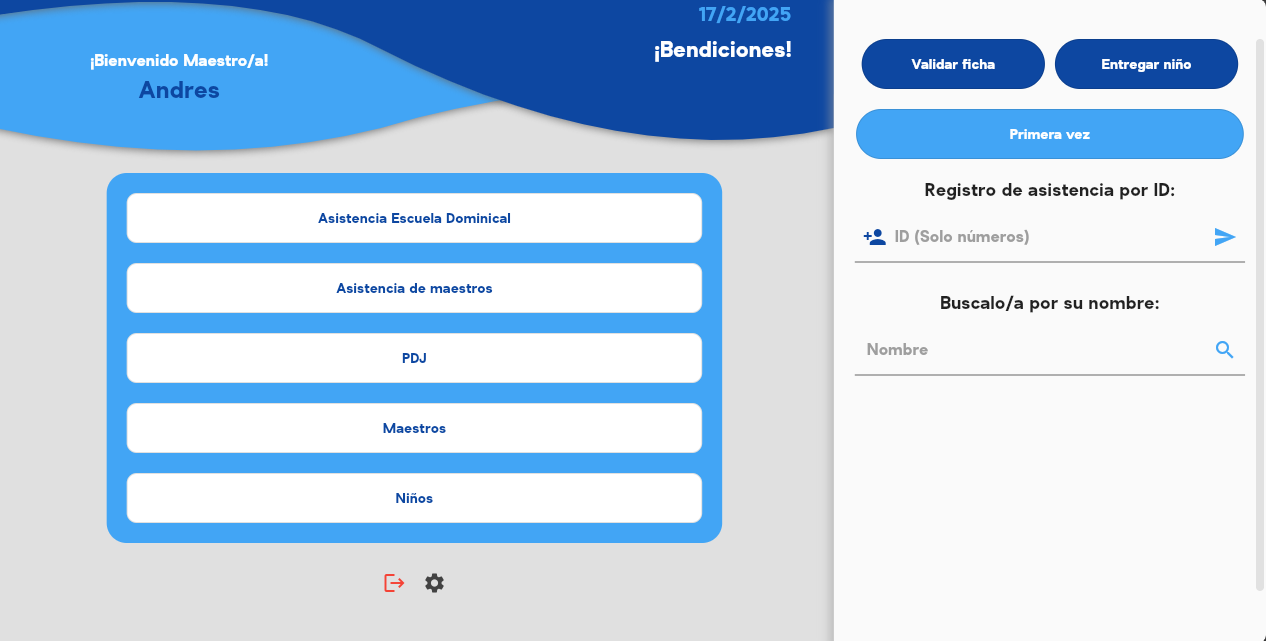 ¡Bienvenido Maestro/a!
Andres
17/2/2025
¡Bendiciones!
Asistencia Escuela Dominical
Asistencia de maestros
PDJ
Maestros
Niños
Validar ficha
Entregar niño
Primera vez
Registro de asistencia por ID:
ID (Solo números)
Buscalo/a por su nombre:
Nombre